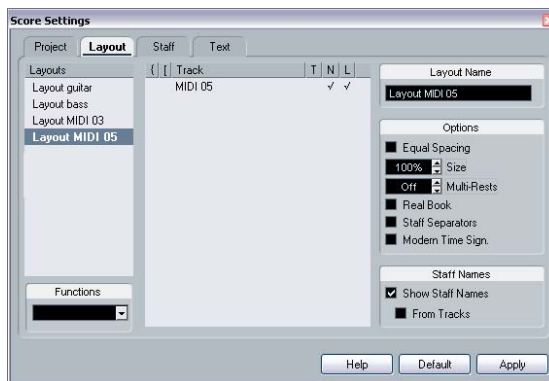 Score Settings
Project Layout Staff Text
Layouts
Layout guitar
Layout bass
Layout MIDI 03
Layout MIDI 05
Functions
{ [ Track T N L
MIDI 05 √ √
Layout Name
Layout MIDI 05
Options
Equal Spacing
100% Size
Off Multi-Rests
Real Book
Staff Separators
Modern Time Sign.
Staff Names
Show Staff Names
From Tracks
Help Default Apply